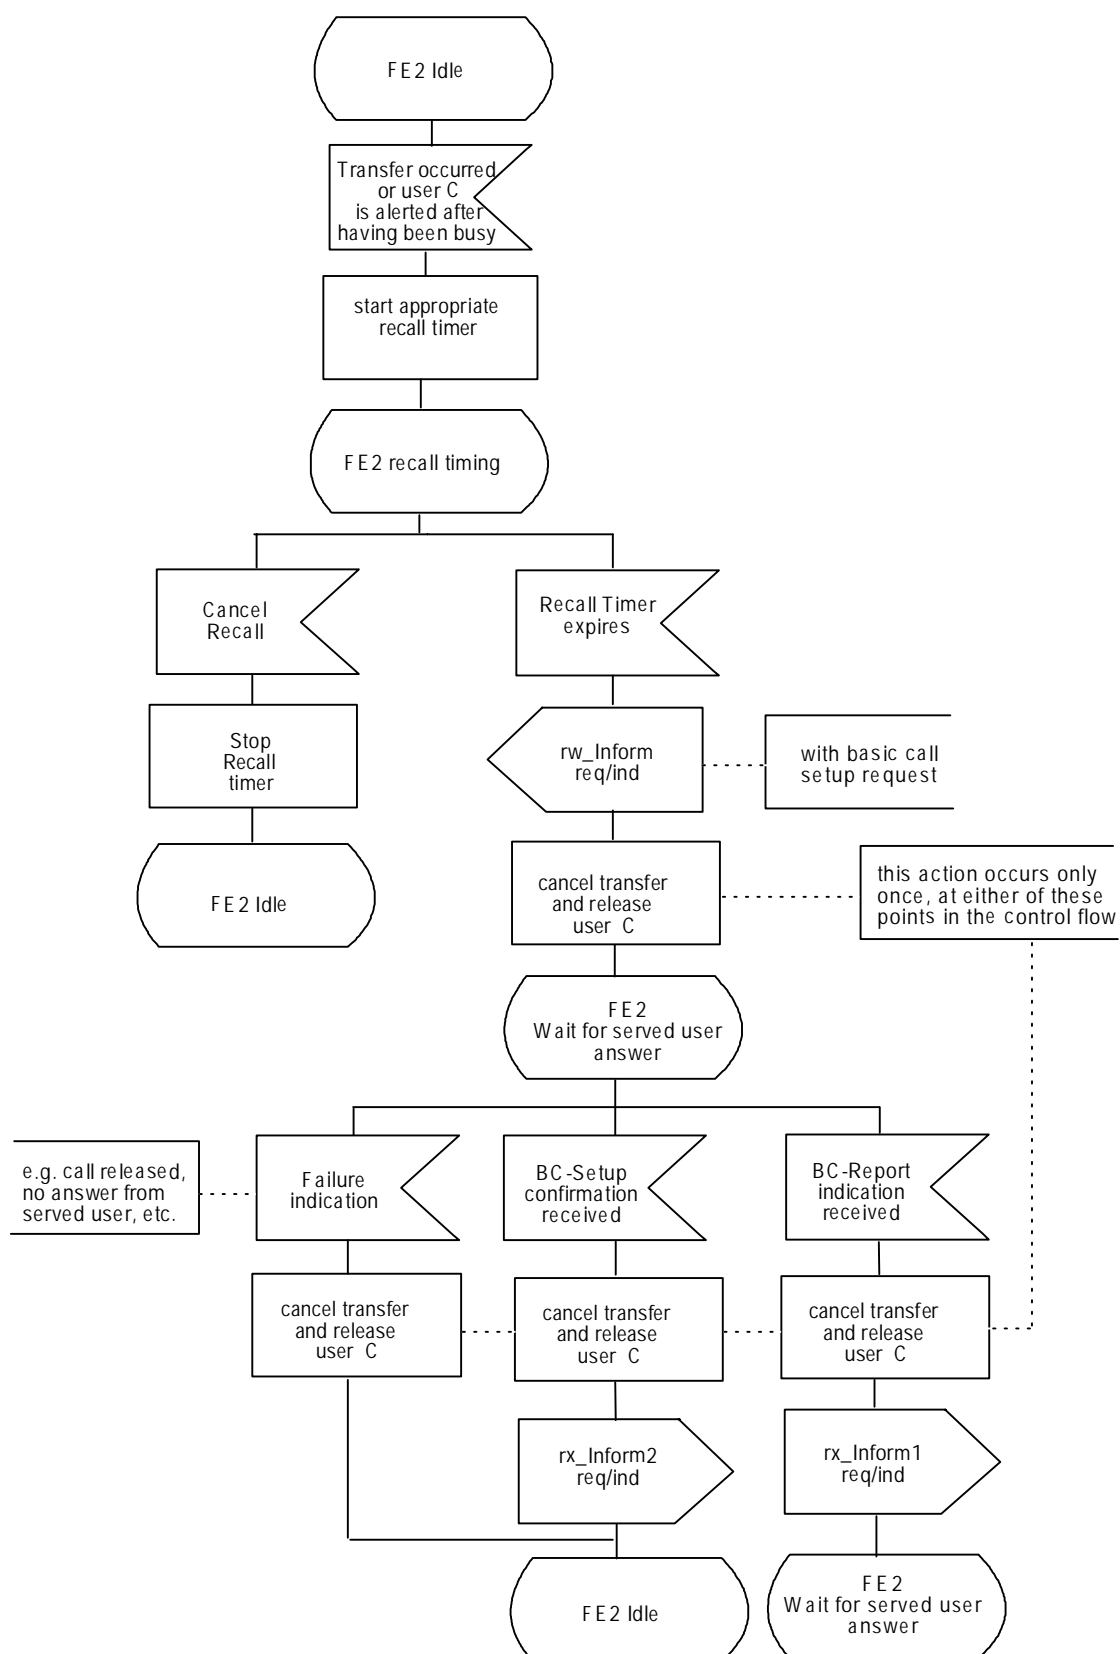 FE2 Idle
Transfer occurred
or user C
is alerted after
having been busy
start appropriate
recall timer
FE2 recall timing
Cancel
Recall
Recall Timer
expires
Stop
Recall
timer
rw_Inform
req/ind
with basic call
setup request
FE2 Idle
cancel transfer
and release
user C
this action occurs only
once, at either of these
points in the control flow
FE2
Wait for served user
answer
e.g. call released,
no answer from
served user, etc.
Failure
indication
BC-Setup
confirmation
received
BC-Report
indication
received
cancel transfer
and release
user C
cancel transfer
and release
user C
cancel transfer
and release
user C
rx_Inform2
req/ind
rx_Inform1
req/ind
FE2 Idle
FE2
Wait for served user
answer